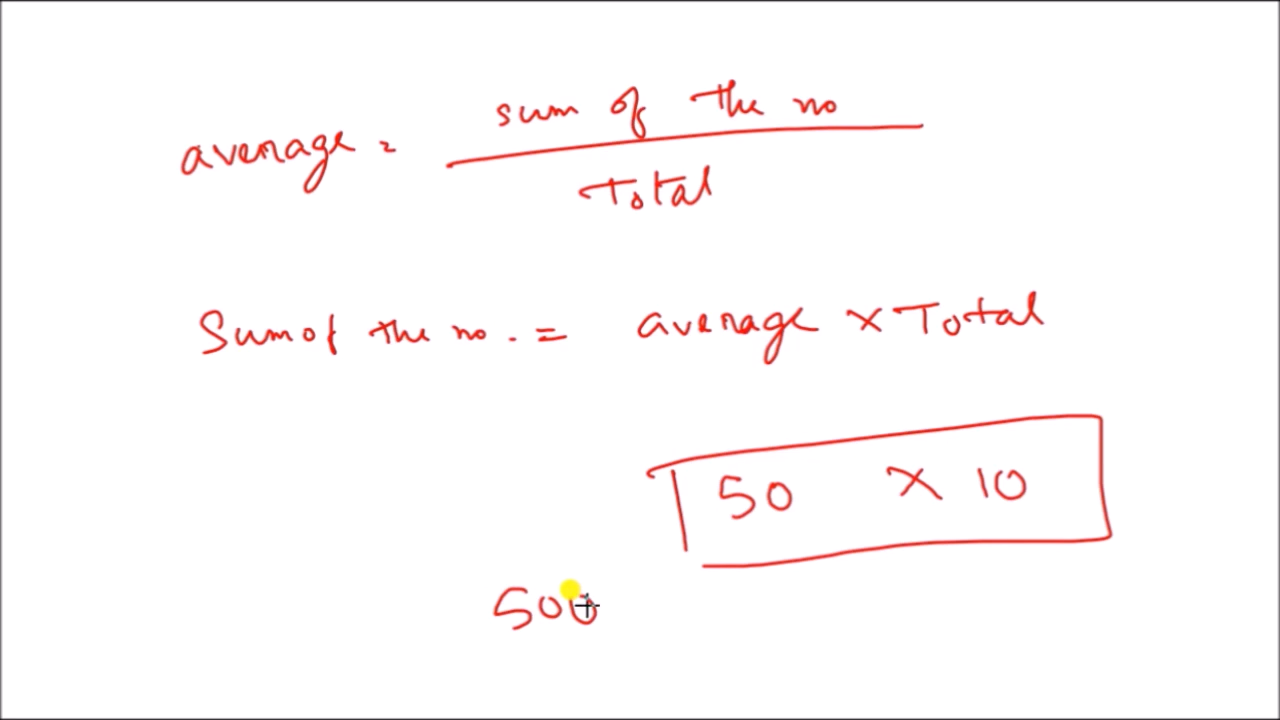 average = sum of the no
Total
Sum of the no. = average × Total
50 × 10
500